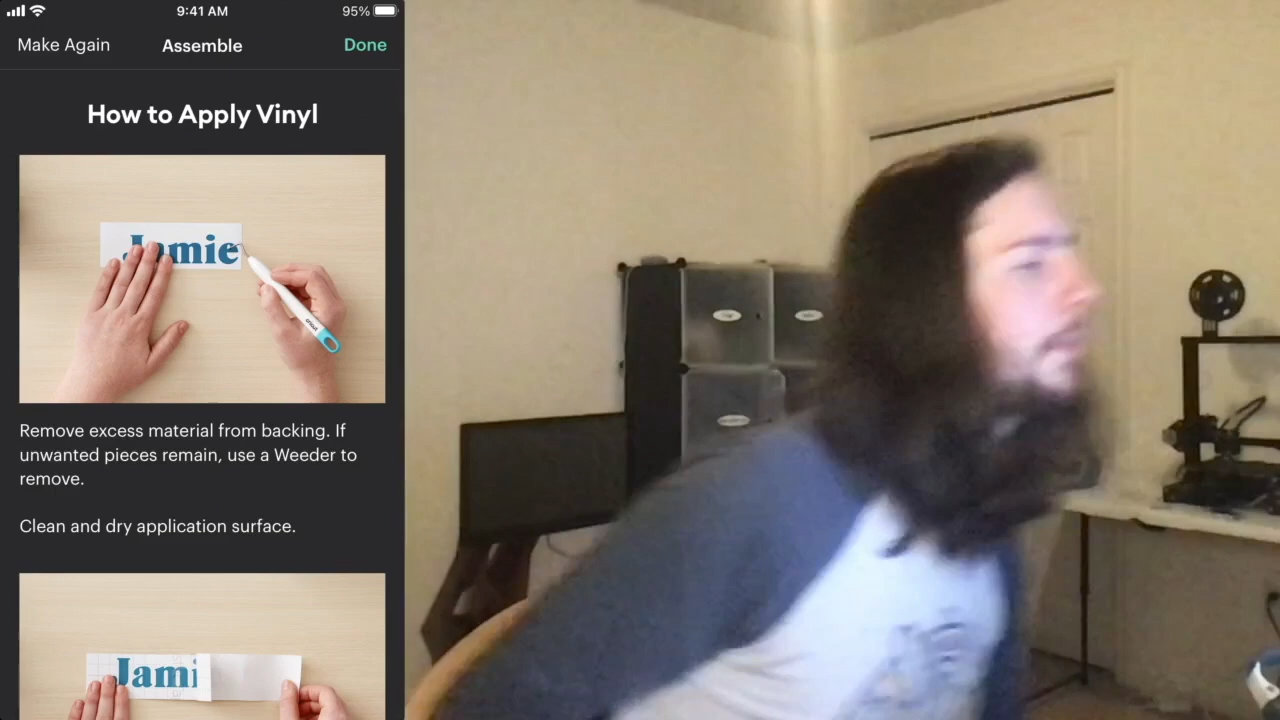 9:41 AM
95%
Make Again
Assemble
Done
How to Apply Vinyl
Jamie
cricut
Remove excess material from backing. If
unwanted pieces remain, use a Weeder to
remove.
Clean and dry application surface.
Jami